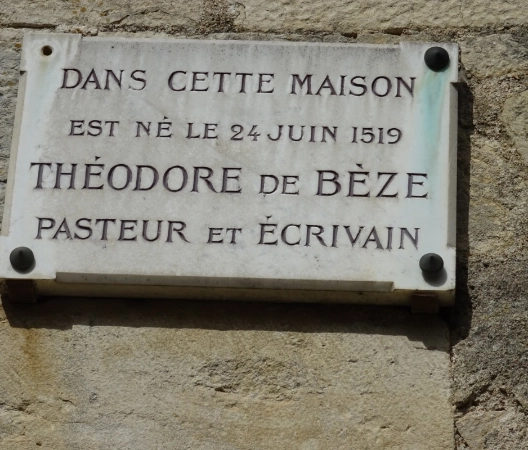 DANS CETTE MAISON
EST NÉ LE 24 JUIN 1519
THÉODORE DE BÈZE
PASTEUR ET ÉCRIVAIN